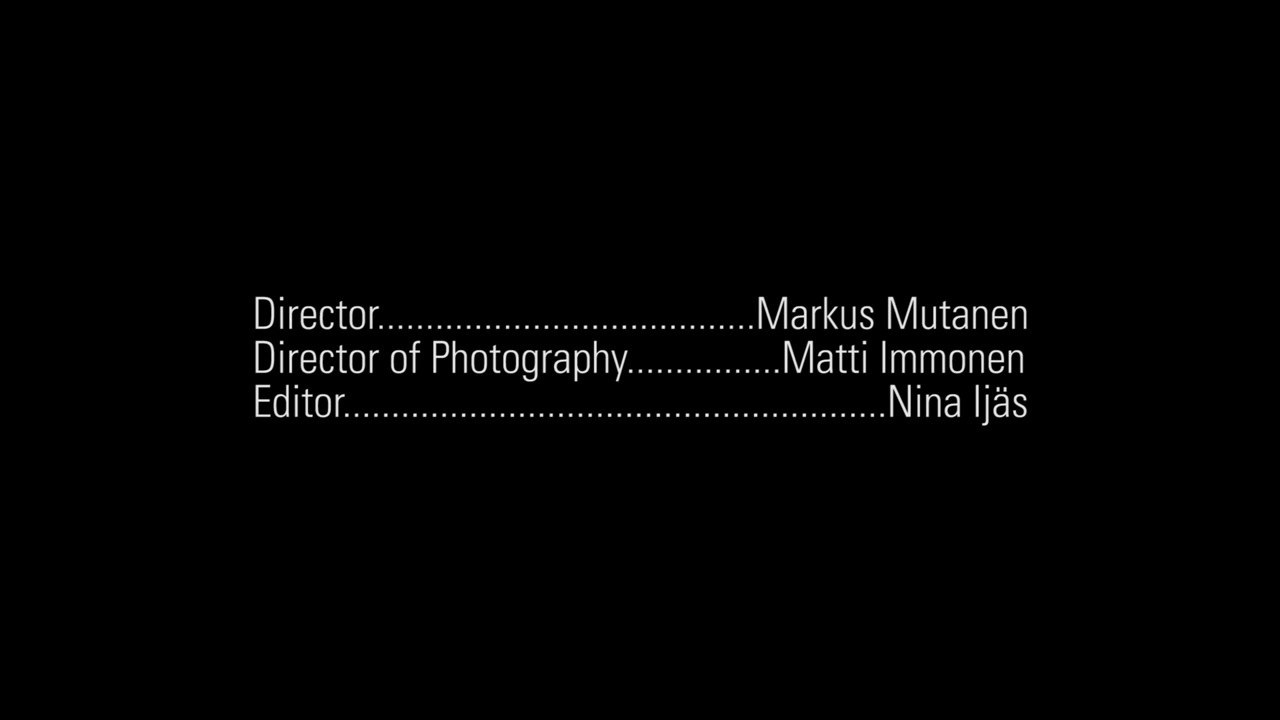 Director.......................................Markus Mutanen
Director of Photography................Matti Immonen
Editor........................................................Nina Ijäs